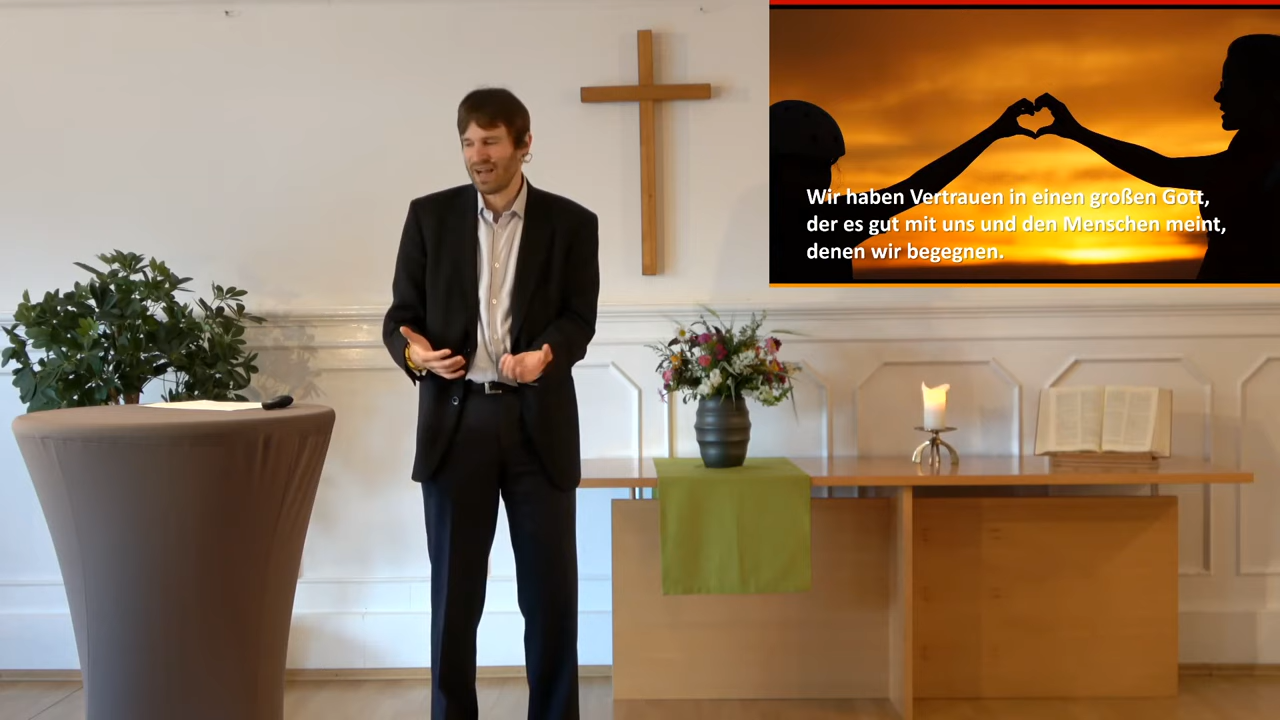 Wir haben Vertrauen in einen großen Gott,
der es gut mit uns und den Menschen meint,
denen wir begegnen.